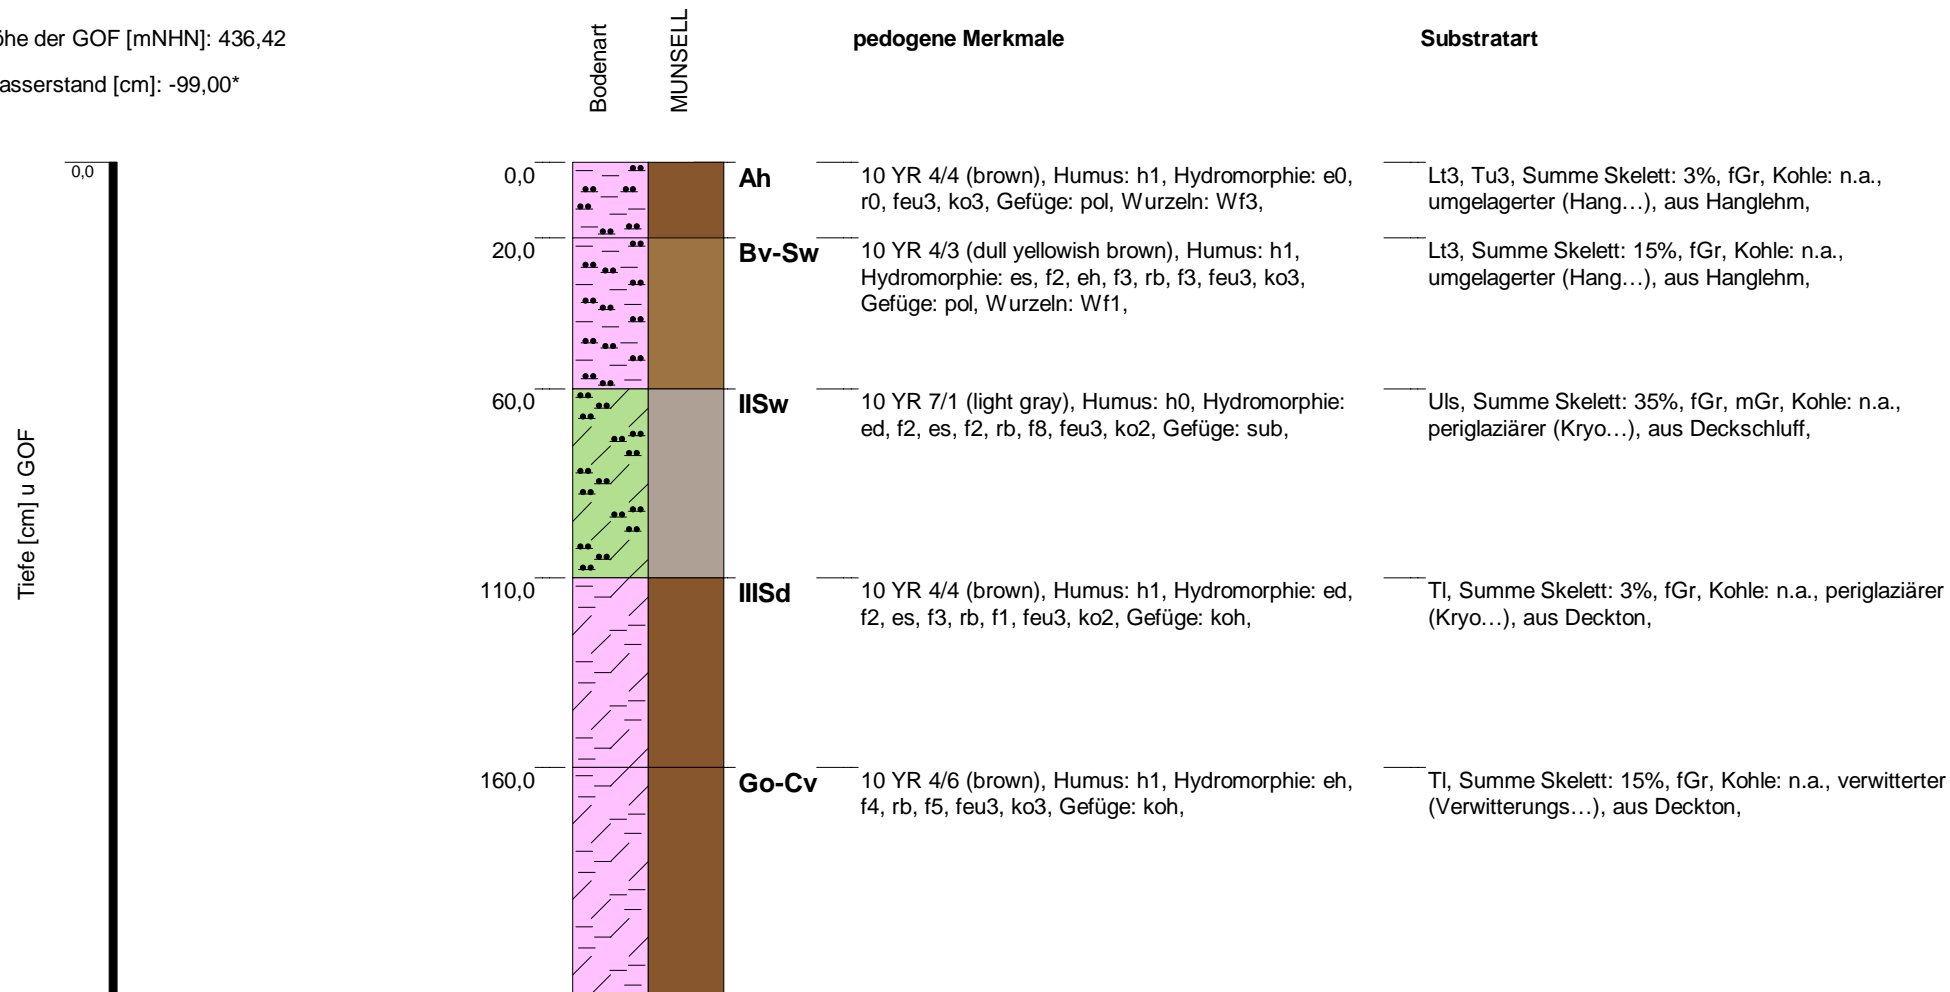 öhe der GOF [mNHN]: 436,42
asserstand [cm]: -99,00*
Bodenart
MUNSELL
pedogene Merkmale
Substratart
Tiefe [cm] u GOF
0,0
0,0
Ah
10 YR 4/4 (brown), Humus: h1, Hydromorphie: e0,
r0, feu3, ko3, Gefüge: pol, Wurzeln: Wf3,
Lt3, Tu3, Summe Skelett: 3%, fGr, Kohle: n.a.,
umgelagerter (Hang…), aus Hanglehm,
20,0
Bv-Sw
10 YR 4/3 (dull yellowish brown), Humus: h1,
Hydromorphie: es, f2, eh, f3, rb, f3, feu3, ko3,
Gefüge: pol, Wurzeln: Wf1,
Lt3, Summe Skelett: 15%, fGr, Kohle: n.a.,
umgelagerter (Hang…), aus Hanglehm,
60,0
IISw
10 YR 7/1 (light gray), Humus: h0, Hydromorphie:
ed, f2, es, f2, rb, f8, feu3, ko2, Gefüge: sub,
Uls, Summe Skelett: 35%, fGr, mGr, Kohle: n.a.,
periglaziärer (Kryo…), aus Deckschluff,
110,0
IIISd
10 YR 4/4 (brown), Humus: h1, Hydromorphie: ed,
f2, es, f3, rb, f1, feu3, ko2, Gefüge: koh,
Tl, Summe Skelett: 3%, fGr, Kohle: n.a., periglaziärer
(Kryo…), aus Deckton,
160,0
Go-Cv
10 YR 4/6 (brown), Humus: h1, Hydromorphie: eh,
f4, rb, f5, feu3, ko3, Gefüge: koh,
Tl, Summe Skelett: 15%, fGr, Kohle: n.a., verwitterter
(Verwitterungs…), aus Deckton,